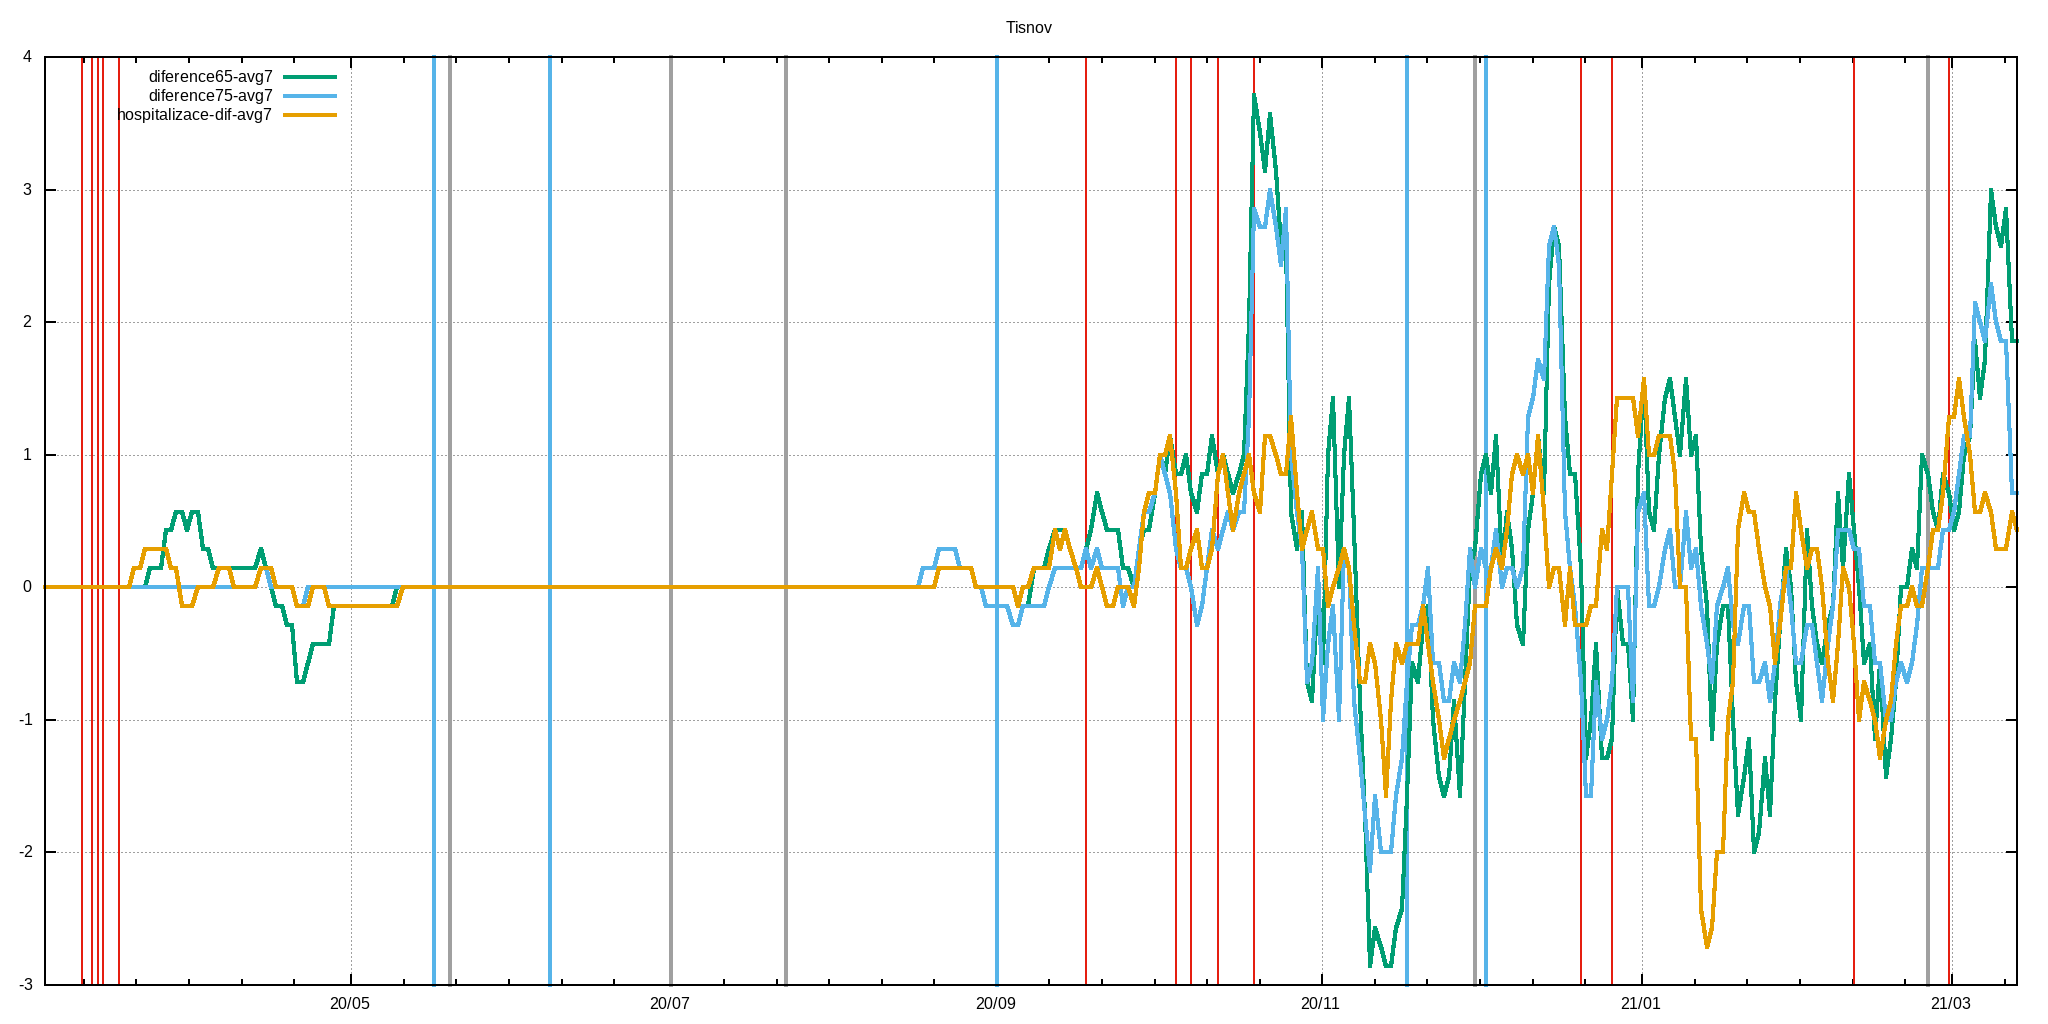 Tisnov
4
diference65-avg7
diference75-avg7
hospitalizace-dif-avg7
3
2
1
0
-1
-2
-3
20/05 20/07 20/09 20/11 21/01 21/03